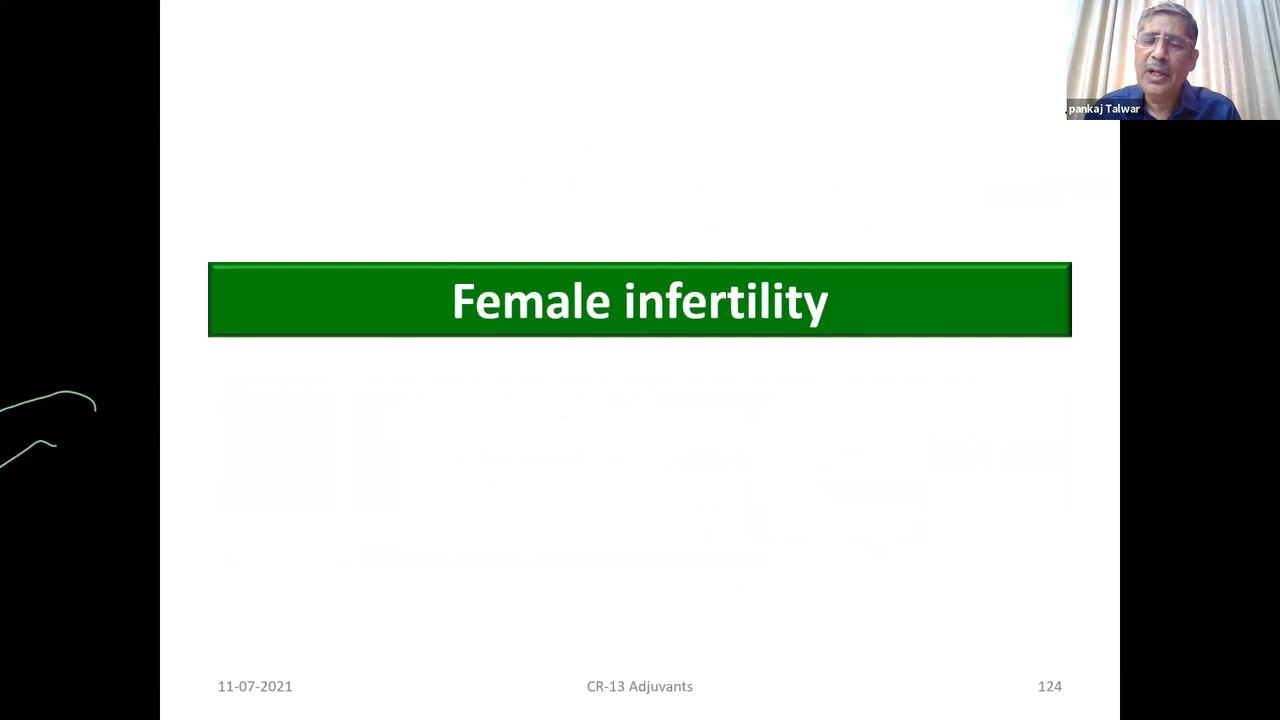 pankaj Talwar
Female infertility
11-07-2021
CR-13 Adjuvants
124